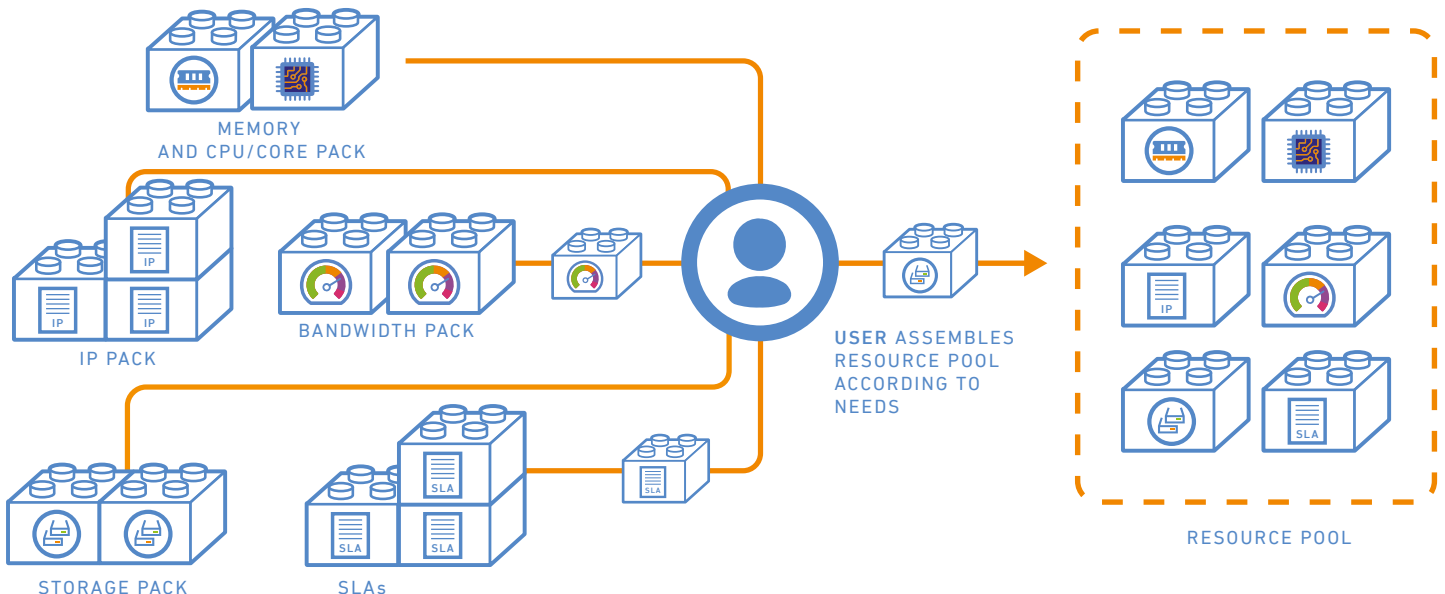 MEMORY
AND CPU/CORE PACK
IP
IP
IP
IP PACK
BANDWIDTH PACK
USER ASSEMBLES
RESOURCE POOL
ACCORDING TO
NEEDS
IP
SLA
RESOURCE POOL
SLA
SLA
SLA
SLA
STORAGE PACK
SLAs